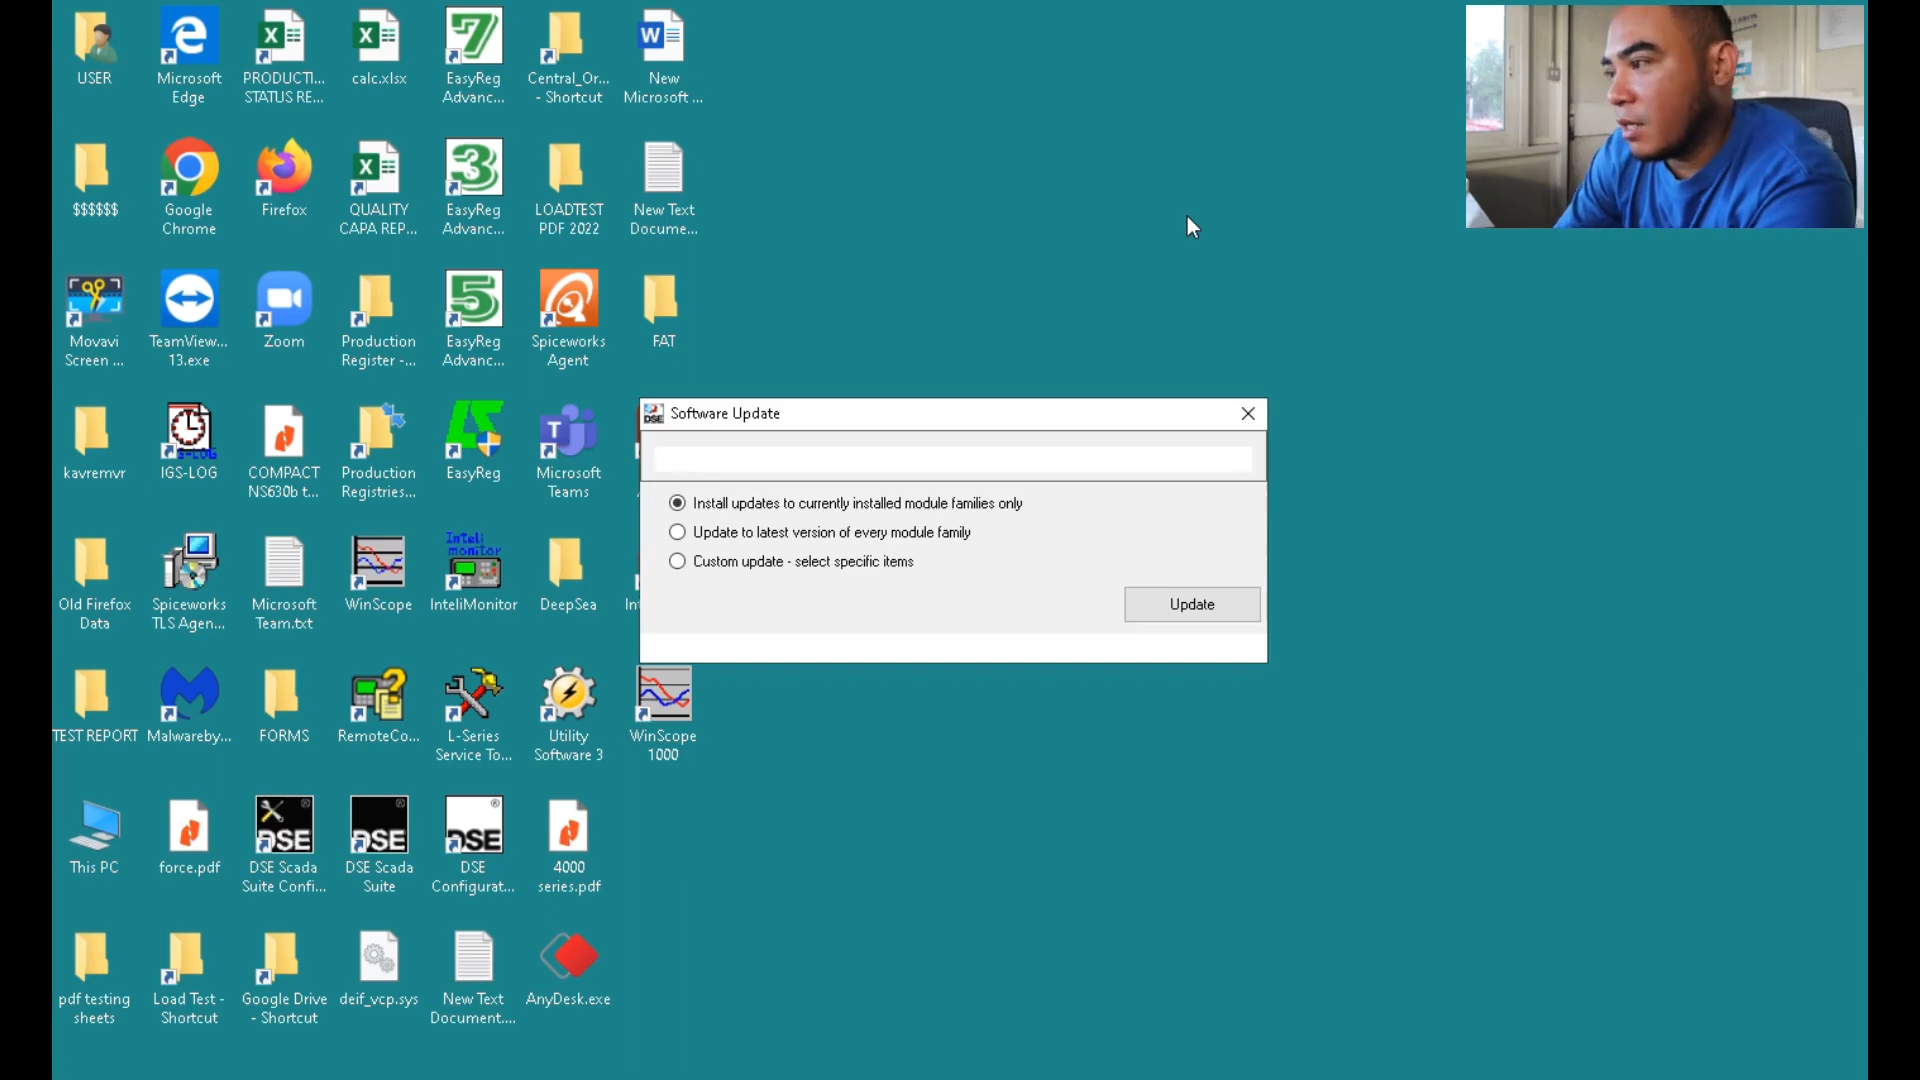 USER
Microsoft
Edge
PRODUCTI...
STATUS RE...
calc.xlsx
EasyReg
Advanc...
Central_Or...
- Shortcut
New
Microsoft ...
$$$$$$
Google
Chrome
Firefox
QUALITY
CAPA REP...
EasyReg
Advanc...
LOADTEST
PDF 2022
New Text
Docume...
Movavi
Screen ...
TeamView...
13.exe
Zoom
Production
Register -...
EasyReg
Advanc...
Spiceworks
Agent
FAT
kavremvr
IGS-LOG
COMPACT
NS630b t...
Production
Registries...
EasyReg
Microsoft
Teams
DSE Software Update
Install updates to currently installed module families only
Update to latest version of every module family
Custom update - select specific items
Update
Old Firefox
Data
Spiceworks
TLS Agen...
Microsoft
Team.txt
WinScope
Inteli
monitor
InteliMonitor
DeepSea
TEST REPORT
Malwareby...
FORMS
RemoteCo...
L-Series
Service To...
Utility
Software 3
WinScope
1000
This PC
force.pdf
DSE
DSE Scada
Suite Confi...
DSE
DSE Scada
Suite
DSE
DSE
Configurat...
4000
series.pdf
pdf testing
sheets
Load Test -
Shortcut
Google Drive
- Shortcut
deif_vcp.sys
New Text
Document....
AnyDesk.exe